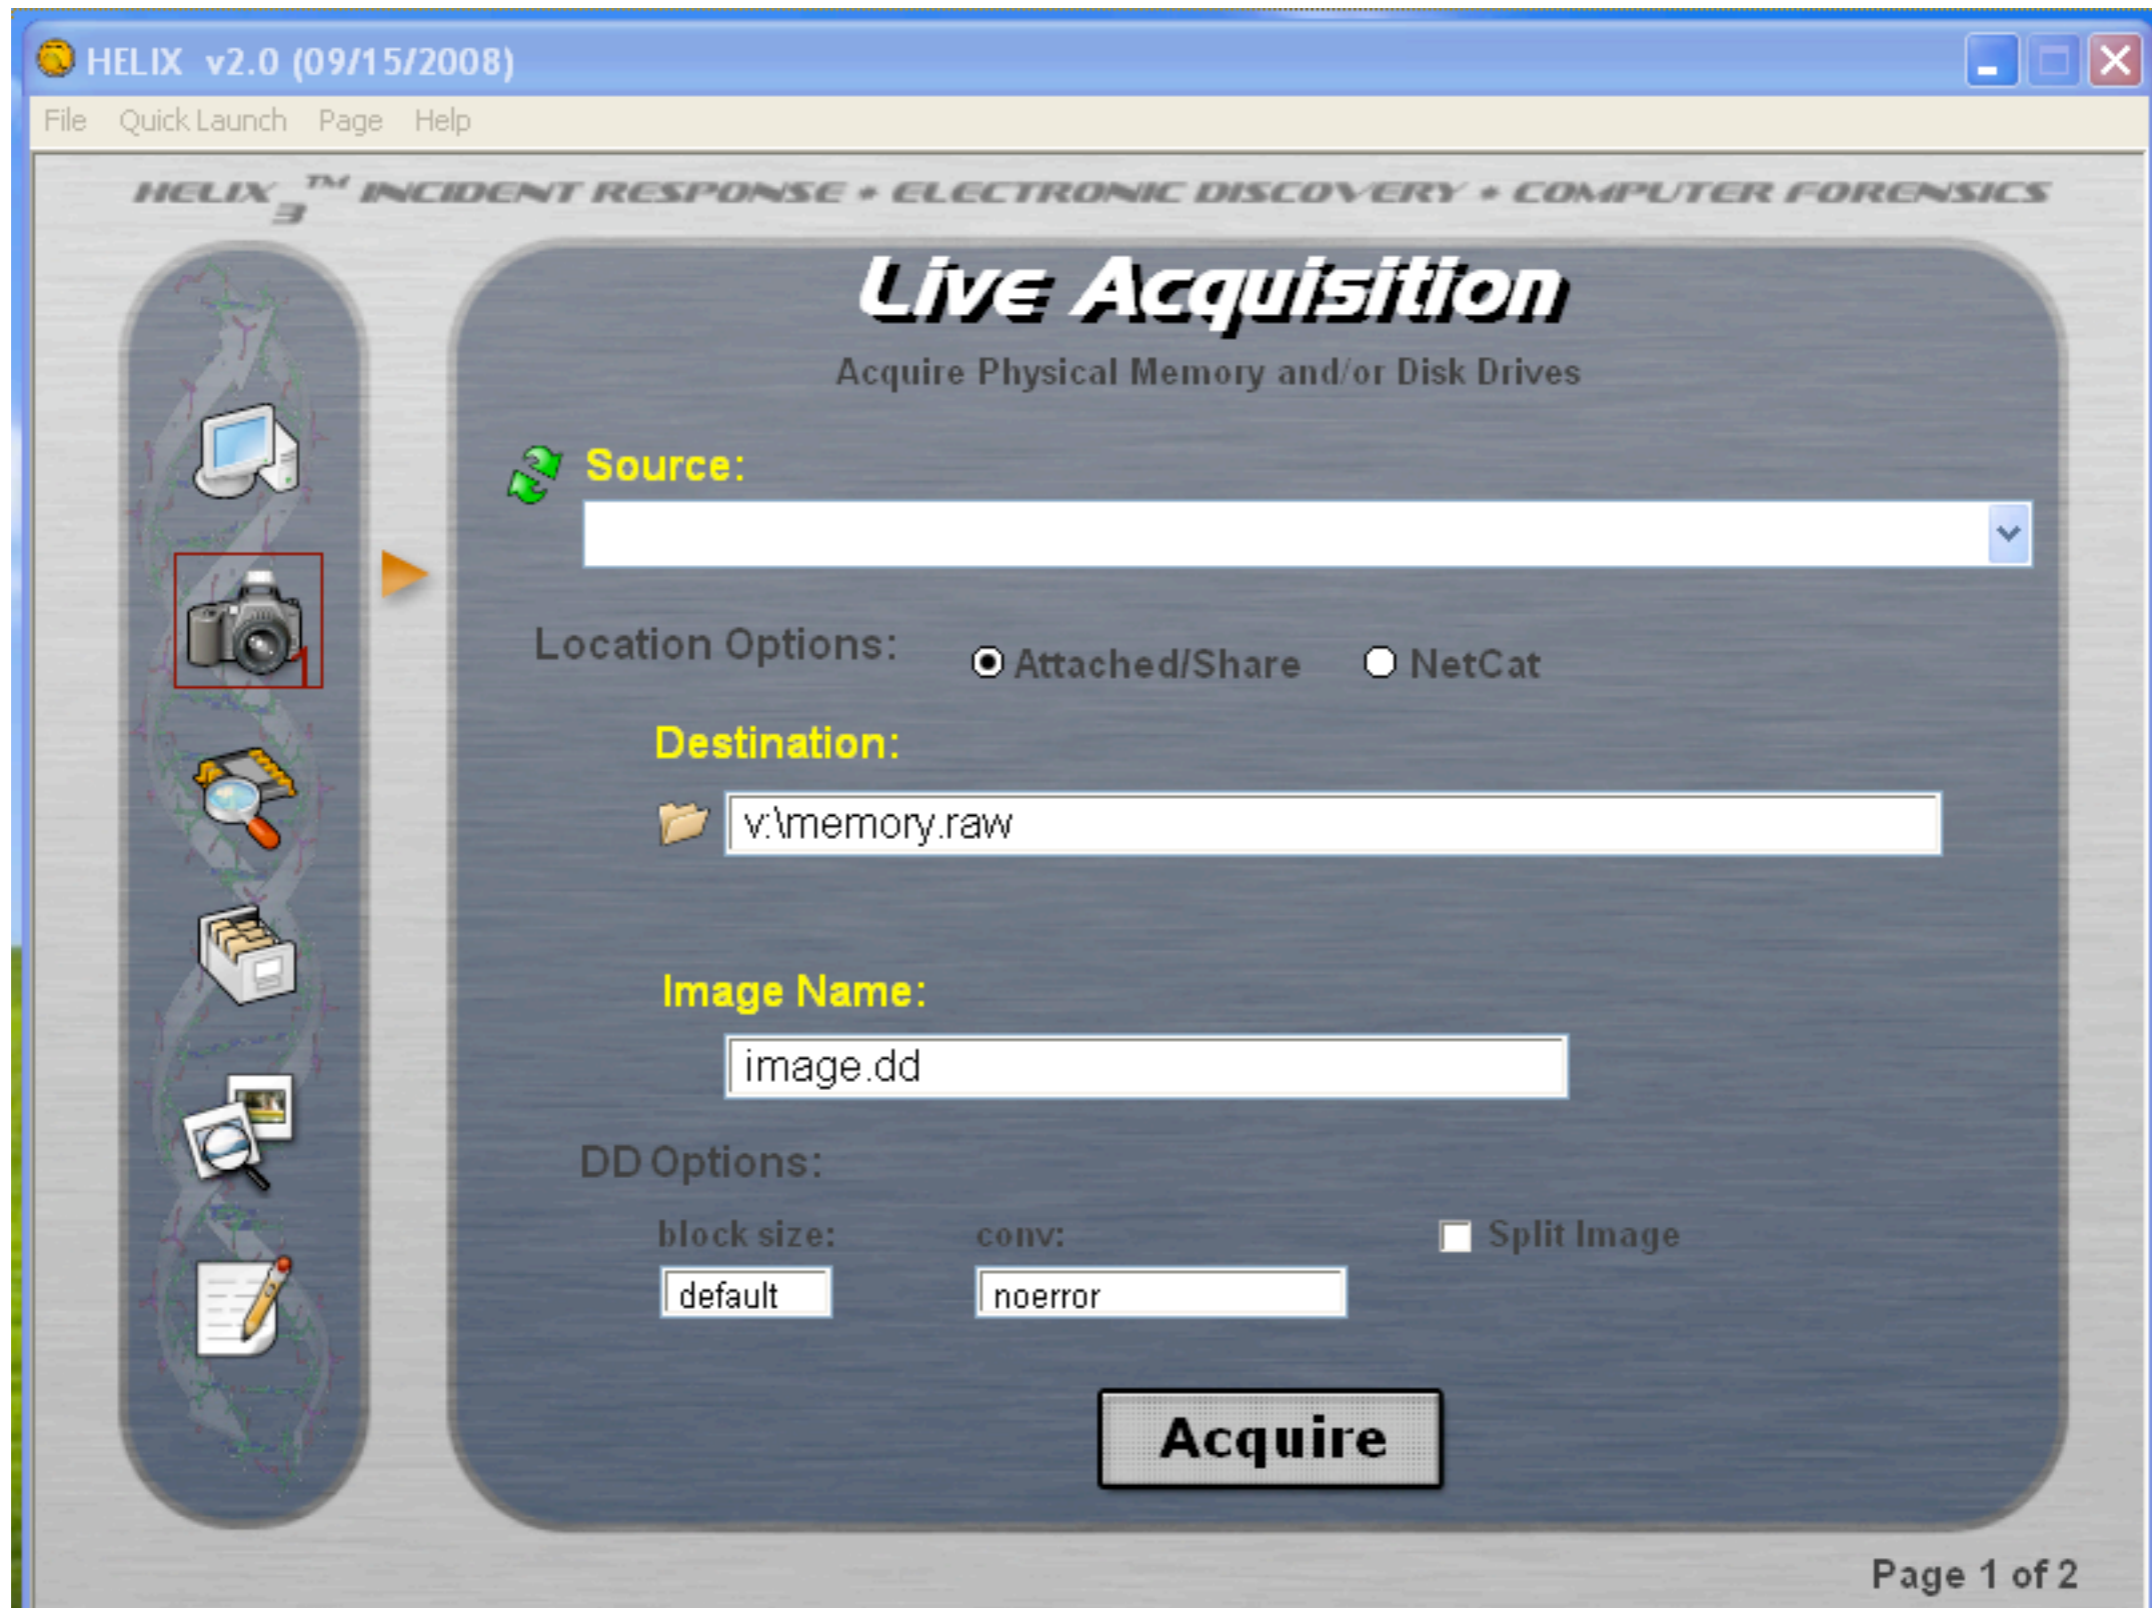 HELIX v2.0 (09/15/2008)
File Quick Launch Page Help
HELIX3™ INCIDENT RESPONSE • ELECTRONIC DISCOVERY • COMPUTER FORENSICS
Live Acquisition
Acquire Physical Memory and/or Disk Drives
Source:
1
Location Options: Attached/Share NetCat
Destination:
v:\memory.raw
Image Name:
image.dd
DD Options:
block size: conv: Split Image
default noerror
Acquire
Page 1 of 2